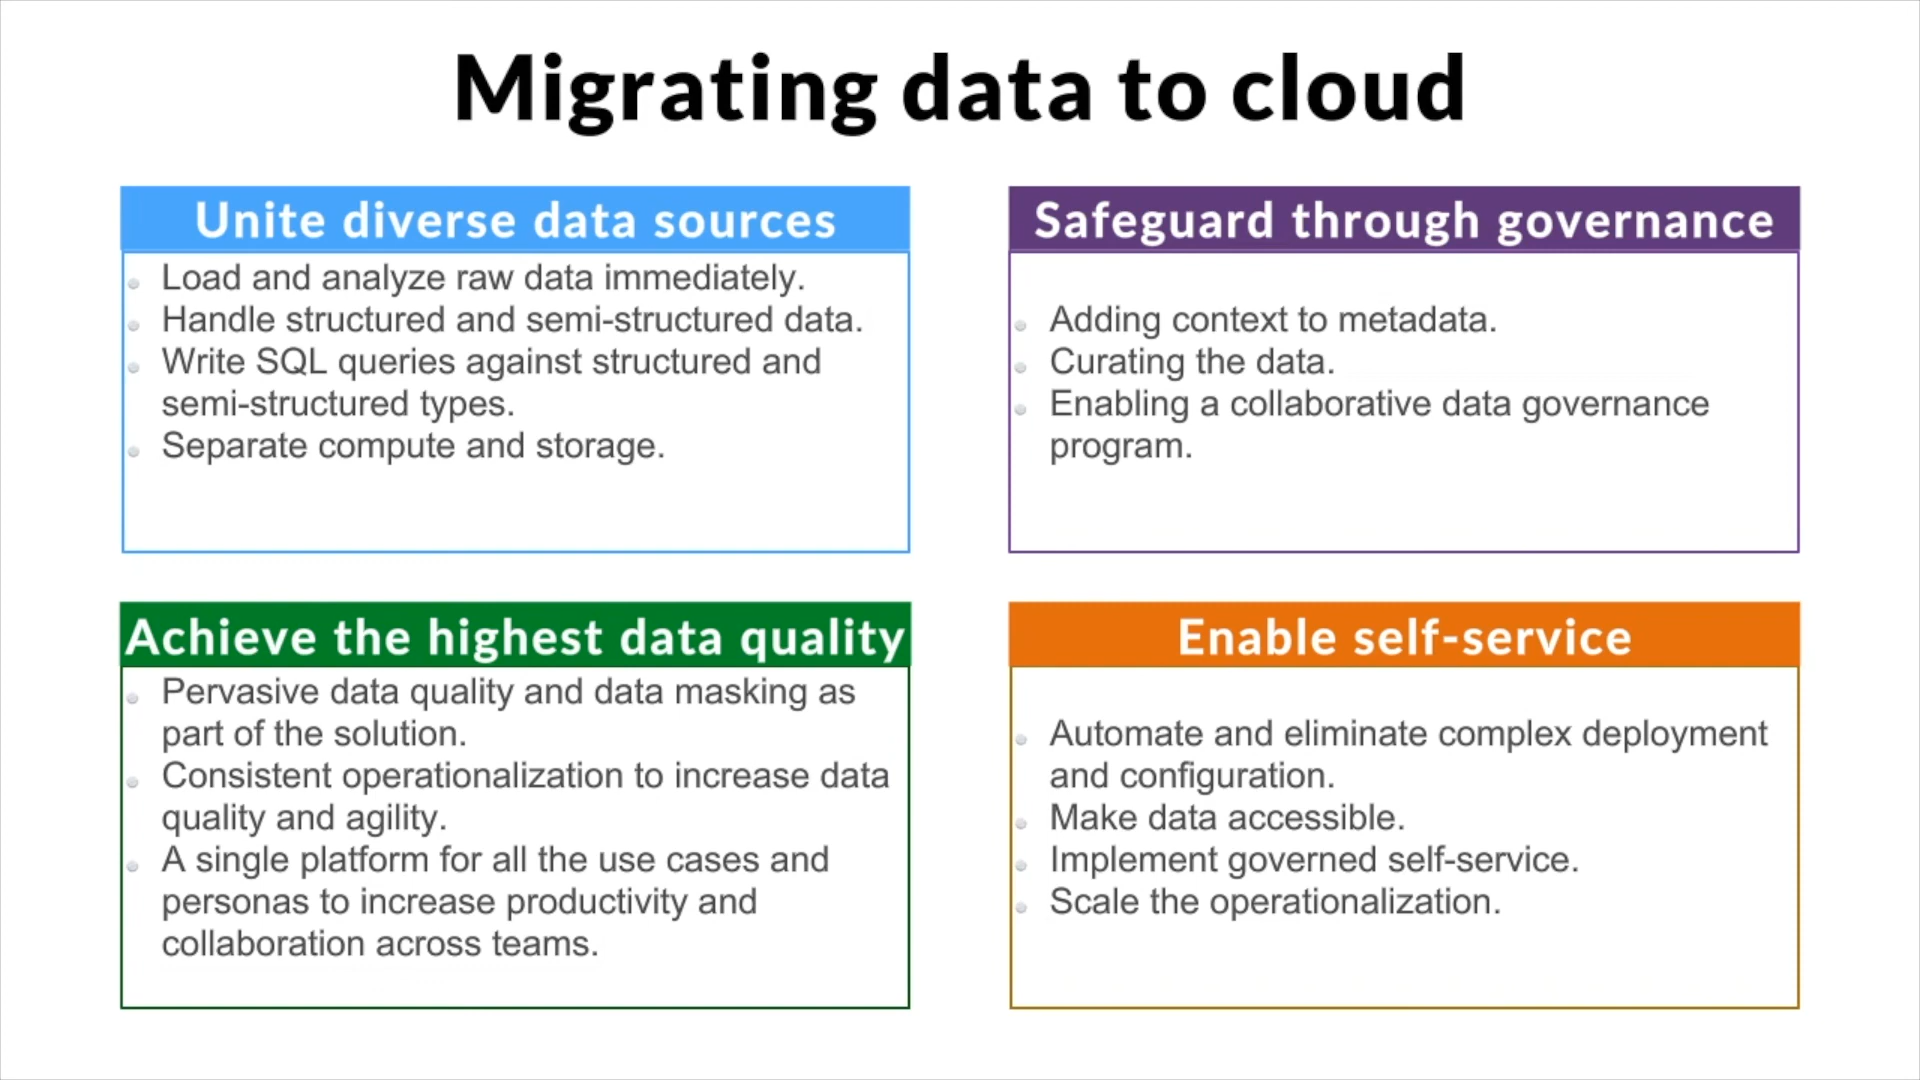 Migrating data to cloud
Unite diverse data sources
Load and analyze raw data immediately.
Handle structured and semi-structured data.
Write SQL queries against structured and
semi-structured types.
Separate compute and storage.
Safeguard through governance
Adding context to metadata.
Curating the data.
Enabling a collaborative data governance
program.
Achieve the highest data quality
Pervasive data quality and data masking as
part of the solution.
Consistent operationalization to increase data
quality and agility.
A single platform for all the use cases and
personas to increase productivity and
collaboration across teams.
Enable self-service
Automate and eliminate complex deployment
and configuration.
Make data accessible.
Implement governed self-service.
Scale the operationalization.